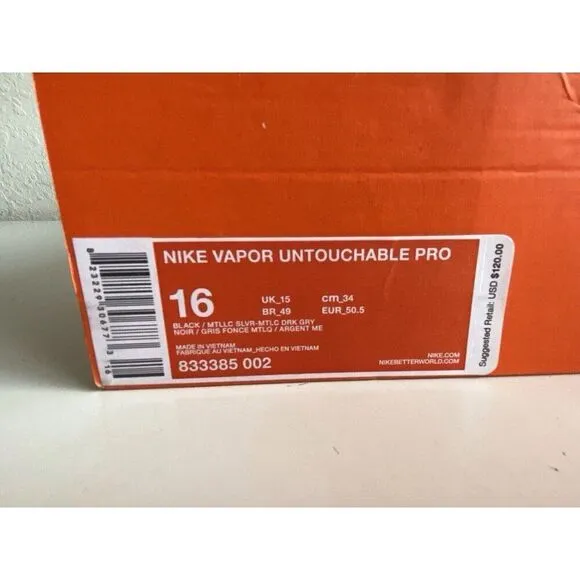 NIKE VAPOR UNTOUCHABLE PRO
16
UK_15 cm_34
BR_49 EUR_50.5
BLACK / MTLLC SLVR-MTLC DRK GRY
NOIR / GRIS FONCE MTLQ / ARGENT ME
MADE IN VIETNAM
FABRIQUE AU VIETNAM_HECHO EN VIETNAM
833385 002
NIKE.COM
NIKEBETTERWORLD.COM
Suggested Retail: USD $120.00